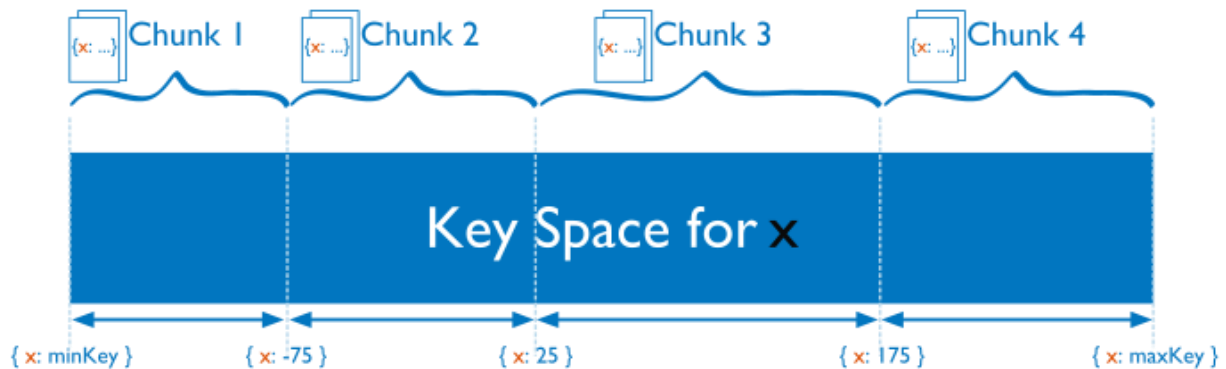 {x: ...} Chunk 1 {x: ...} Chunk 2 {x: ...} Chunk 3 {x: ...} Chunk 4
Key Space for x
{ x: minKey } { x: -75 } { x: 25 } { x: 175 } { x: maxKey }